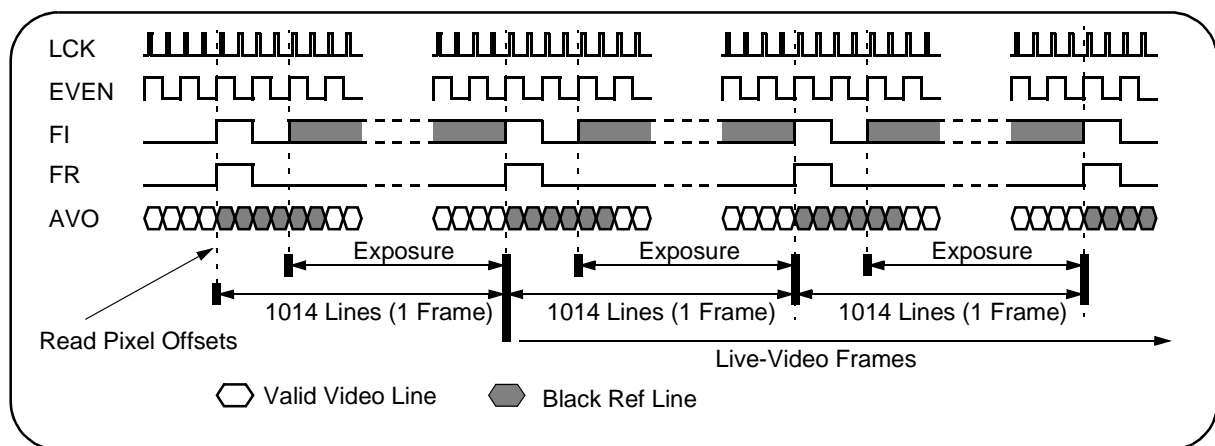 LCK
EVEN
FI
FR
AVO
Exposure Exposure Exposure
1014 Lines (1 Frame) 1014 Lines (1 Frame) 1014 Lines (1 Frame)
Read Pixel Offsets
Live-Video Frames
Valid Video Line Black Ref Line